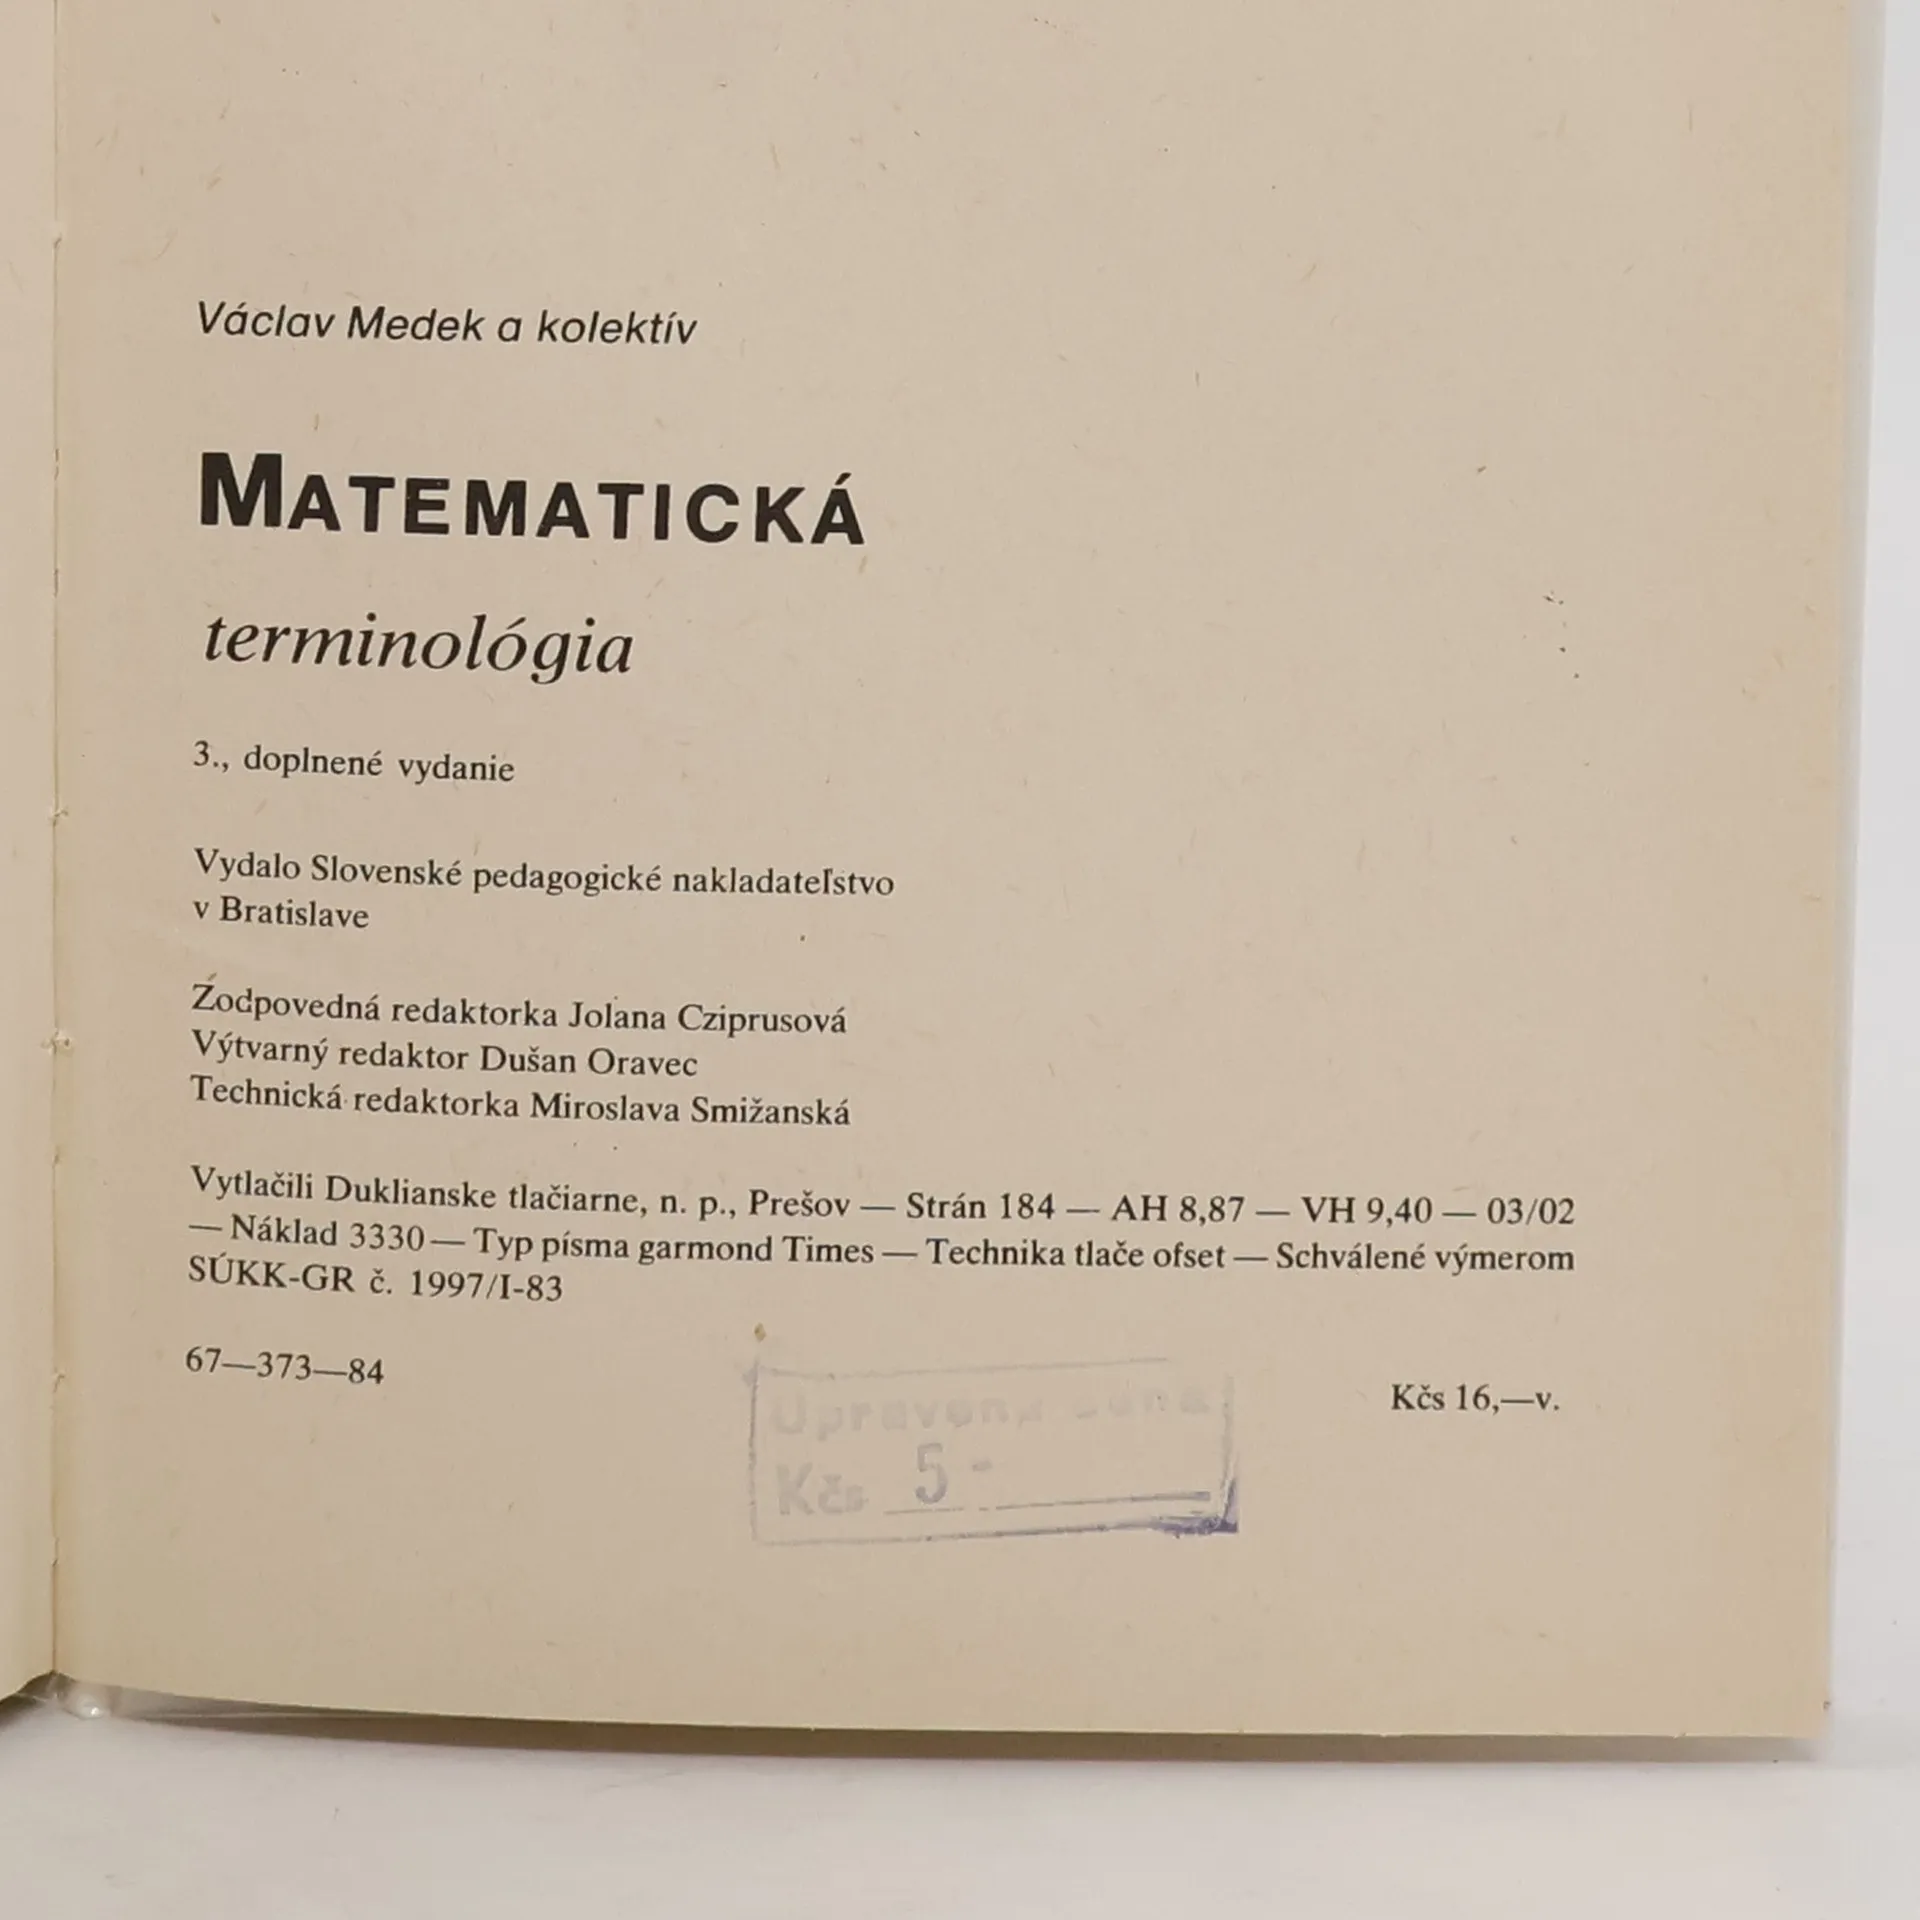 Václav Medek a kolektív
MATEMATICKÁ
terminológia
3., doplnené vydanie
Vydalo Slovenské pedagogické nakladateľstvo
v Bratislave
Zodpovedná redaktorka Jolana Cziprusová
Výtvarný redaktor Dušan Oravec
Technická redaktorka Miroslava Smižanská
Vytlačili Duklianske tlačiarne, n. p., Prešov — Strán 184 — AH 8,87 — VH 9,40 — 03/02
— Náklad 3330 — Typ písma garmond Times — Technika tlače ofset — Schválené výmerom
SÚKK-GR č. 1997/I-83
67—373—84
Kčs 16,—v.
Upravená cena
Kčs 5-